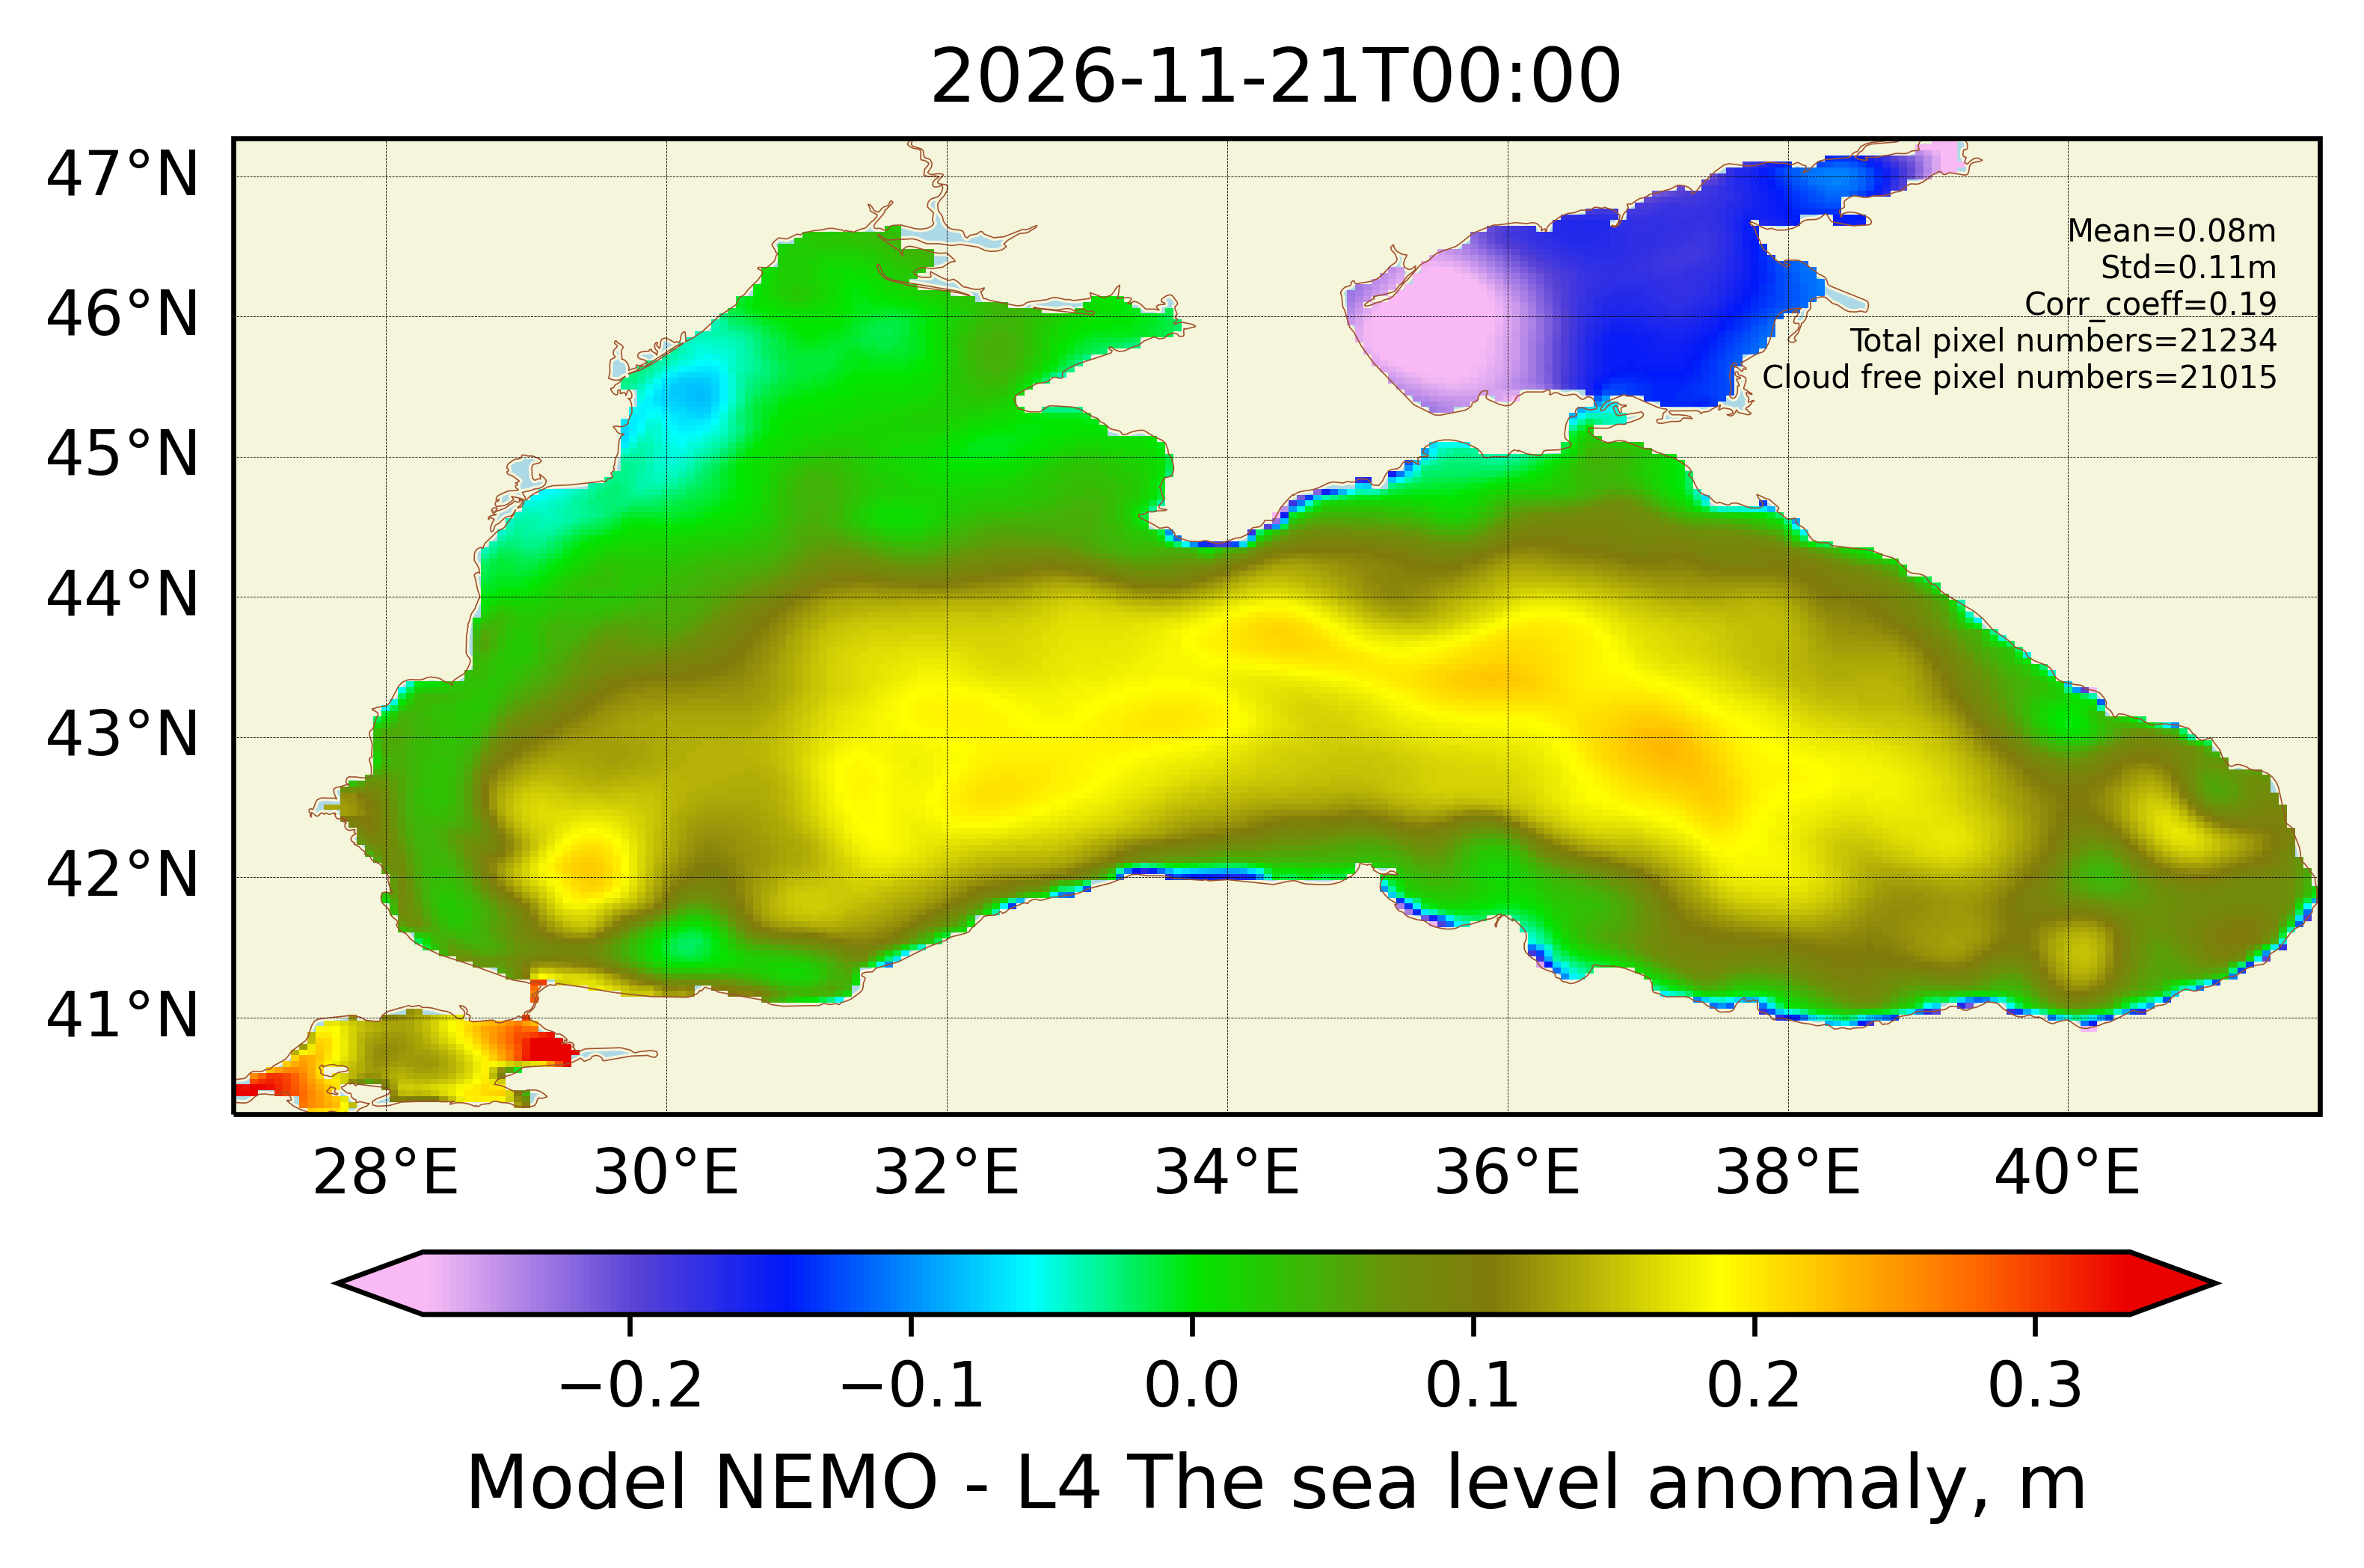 2026-11-21T00:00
47°N
46°N
45°N
44°N
43°N
42°N
41°N
Mean=0.08m
Std=0.11m
Corr_coeff=0.19
Total pixel numbers=21234
Cloud free pixel numbers=21015
28°E 30°E 32°E 34°E 36°E 38°E 40°E
−0.2 −0.1 0.0 0.1 0.2 0.3
Model NEMO - L4 The sea level anomaly, m